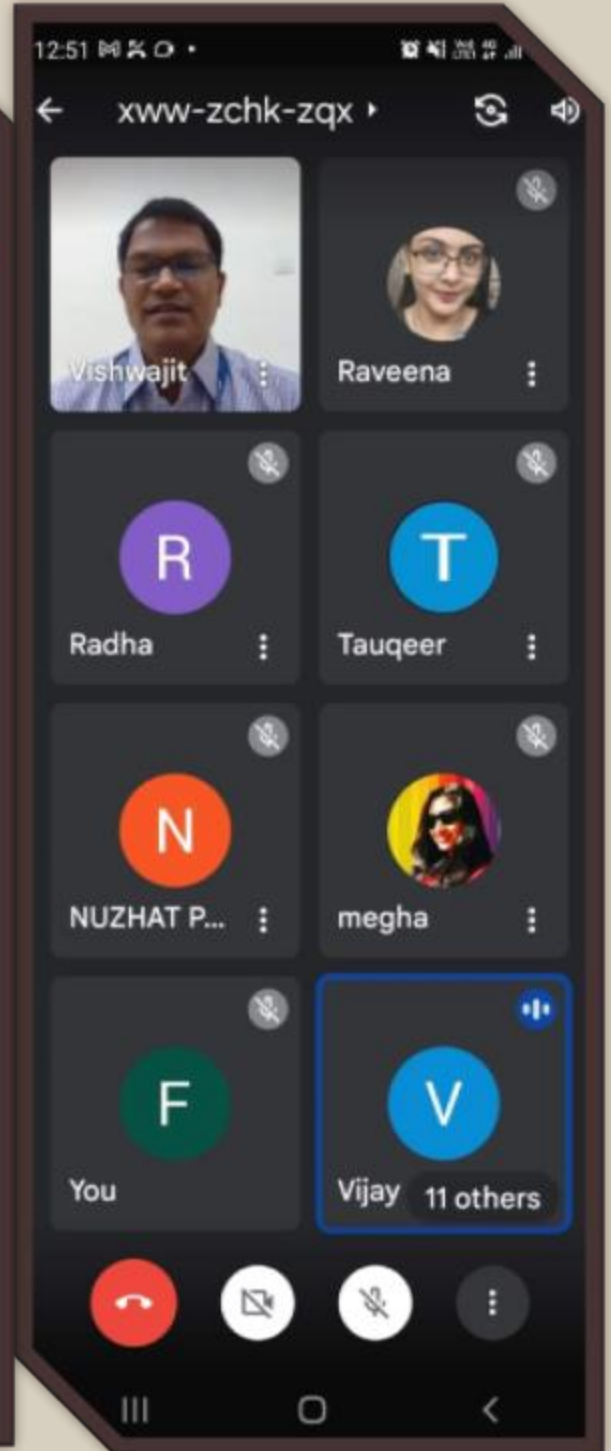 12:51
xww-zchk-zqx
Vishwajit
Raveena
R
T
Radha
Tauqeer
N
NUZHAT P...
megha
F
V
You
Vijay
11 others